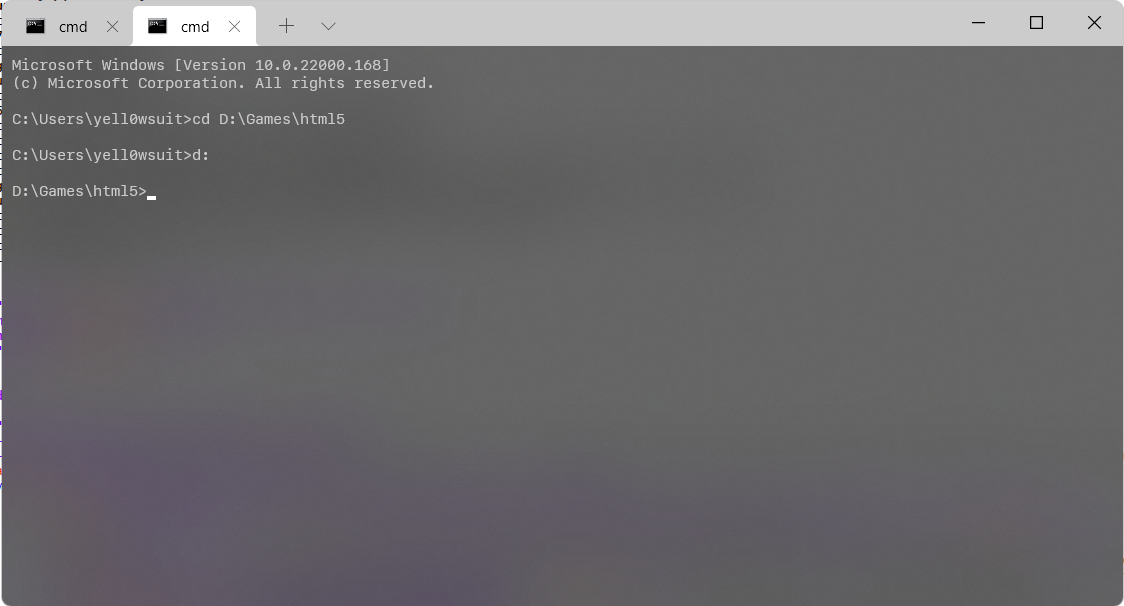 cmd cmd
Microsoft Windows [Version 10.0.22000.168]
(c) Microsoft Corporation. All rights reserved.
C:\Users\yell0wsuit>cd D:\Games\html5
C:\Users\yell0wsuit>d:
D:\Games\html5>